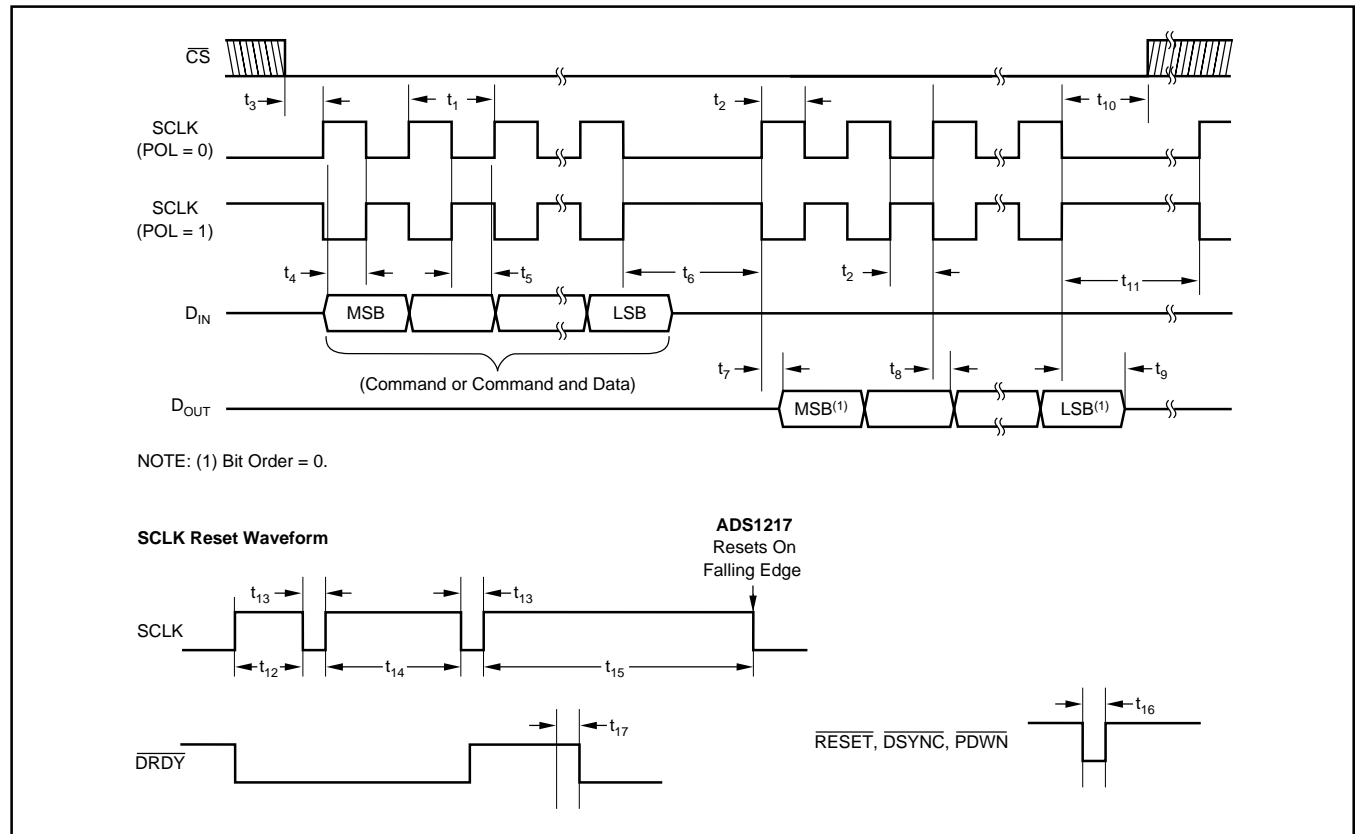 CS
t3
t1
t2
t10
SCLK
(POL = 0)
SCLK
(POL = 1)
t4
t5
t6
t2
t11
DIN
MSB
LSB
(Command or Command and Data)
t7
t8
t9
DOUT
MSB(1)
LSB(1)
NOTE: (1) Bit Order = 0.
SCLK Reset Waveform
ADS1217
Resets On
Falling Edge
t13
t13
SCLK
t12
t14
t15
t16
t17
RESET, DSYNC, PDWN
DRDY